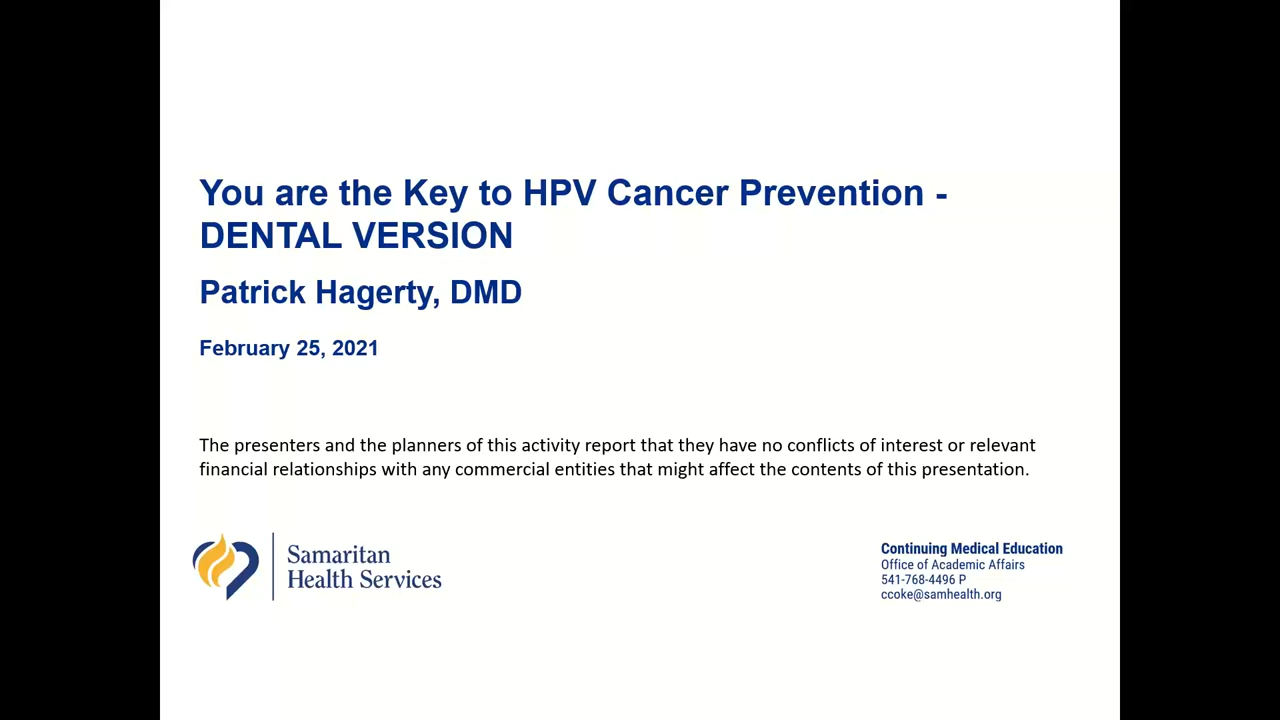 You are the Key to HPV Cancer Prevention -
DENTAL VERSION
Patrick Hagerty, DMD
February 25, 2021
The presenters and the planners of this activity report that they have no conflicts of interest or relevant
financial relationships with any commercial entities that might affect the contents of this presentation.
Samaritan
Health Services
Continuing Medical Education
Office of Academic Affairs
541-768-4496 P
ccoke@samhealth.org